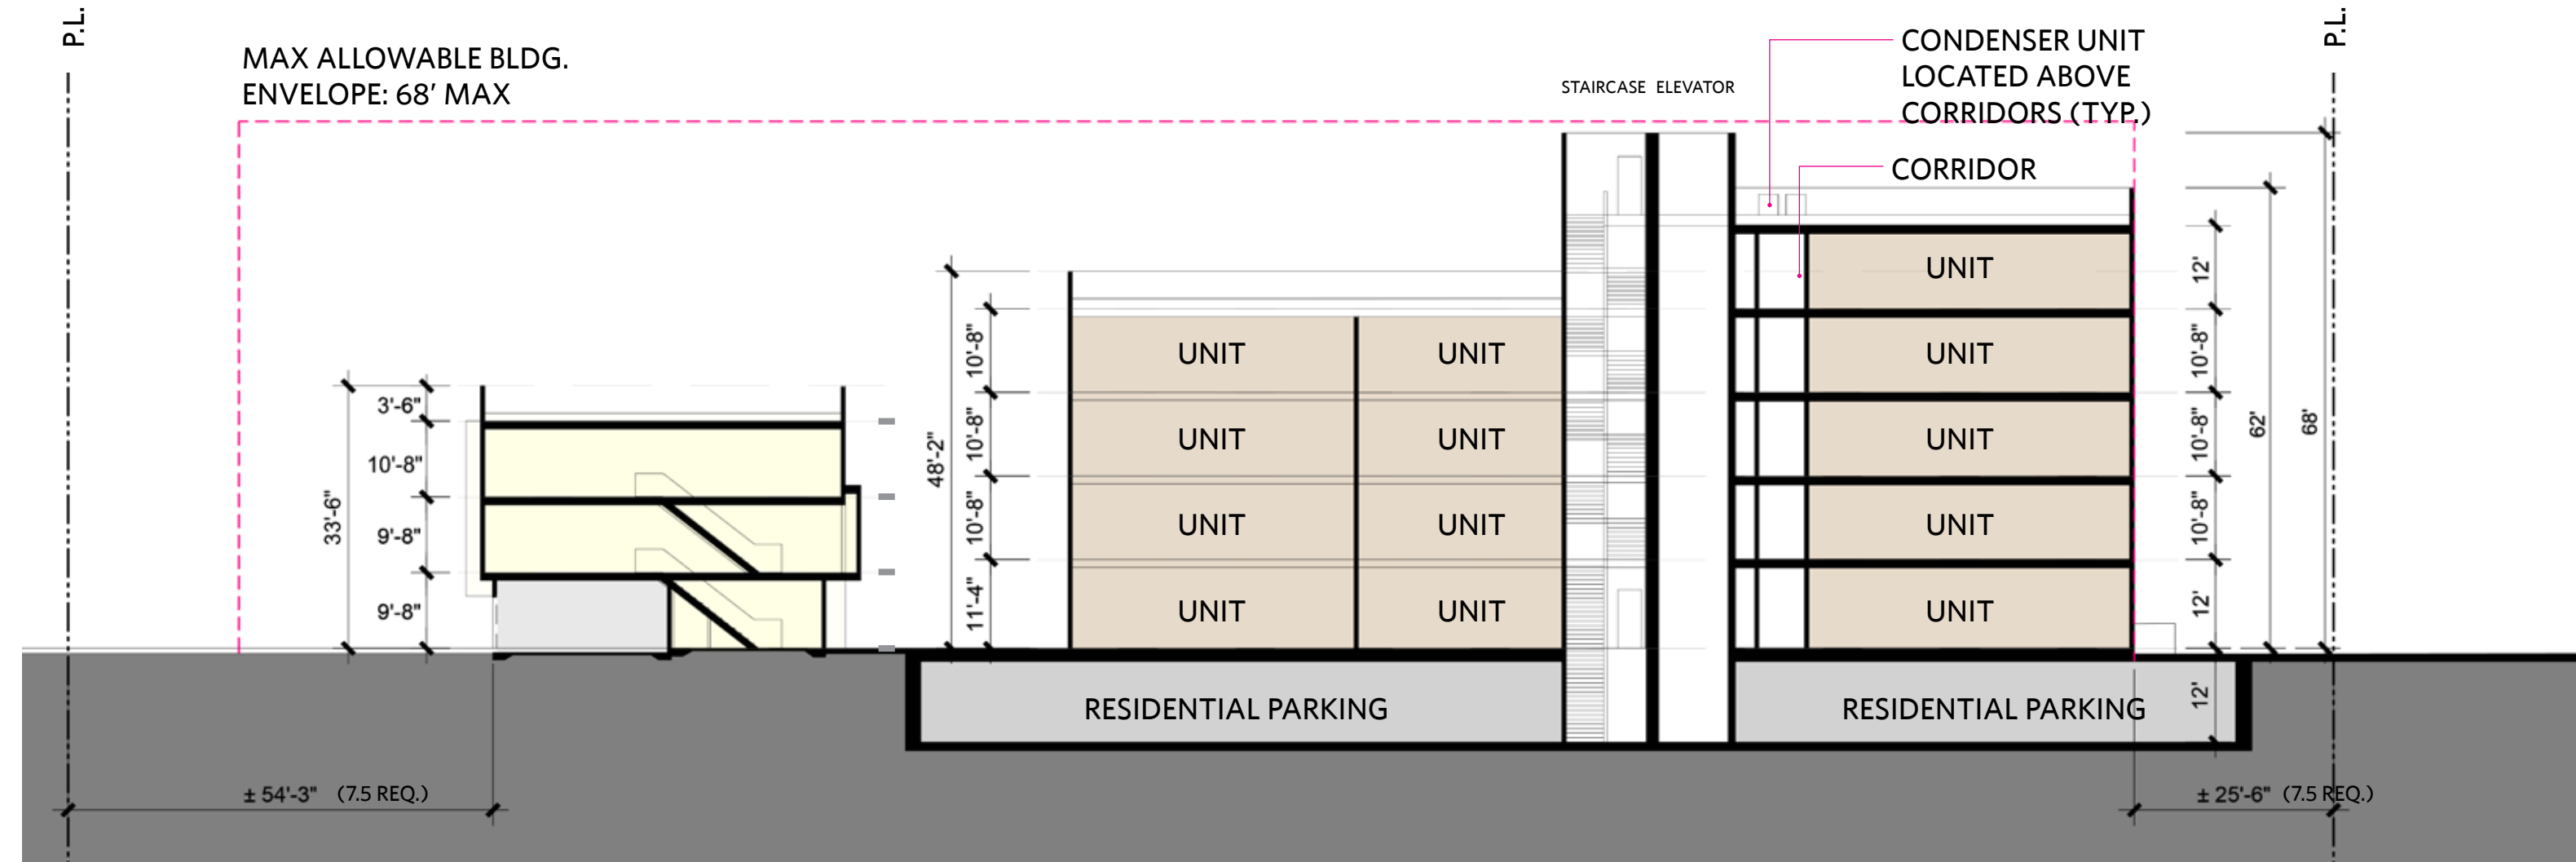 P.L.
P.L.
MAX ALLOWABLE BLDG.
ENVELOPE: 68' MAX
STAIRCASE ELEVATOR
CONDENSER UNIT
LOCATED ABOVE
CORRIDORS (TYP.)
CORRIDOR
UNIT
12'
UNIT
UNIT
UNIT
10'-8"
10'-8"
3'-6"
10'-8"
9'-8"
9'-8"
33'-6"
48'-2"
UNIT
UNIT
UNIT
10'-8"
10'-8"
62'
68'
UNIT
UNIT
UNIT
10'-8"
10'-8"
UNIT
UNIT
UNIT
11'-4"
12'
RESIDENTIAL PARKING
RESIDENTIAL PARKING
12'
± 54'-3" (7.5 REQ.)
± 25'-6" (7.5 REQ.)